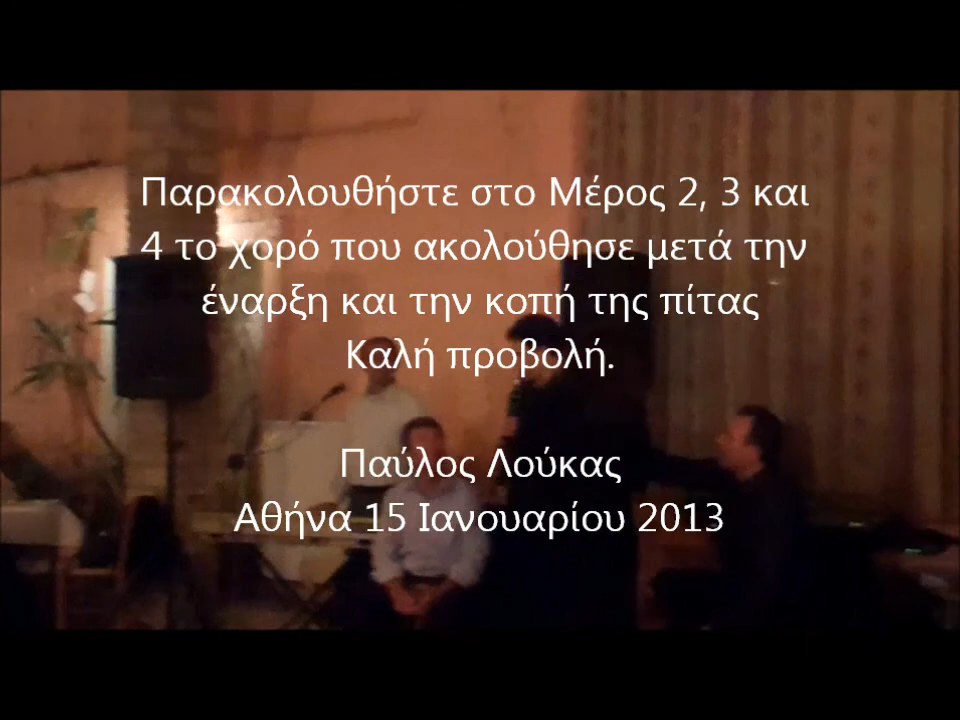 Παρακολουθήστε στο Μέρος 2, 3 και
4 το χορό που ακολούθησε μετά την
έναρξη και την κοπή της πίτας
Καλή προβολή.
Παύλος Λούκας
Αθήνα 15 Ιανουαρίου 2013